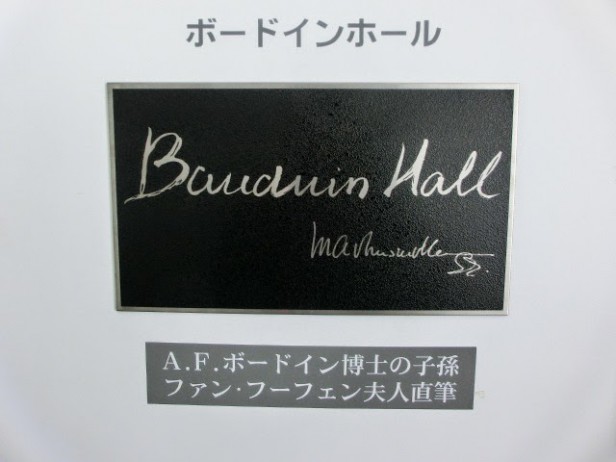 ボードインホール
Bauduin Hall
A.F.ボードイン博士の子孫
ファン・フーフェン夫人直筆